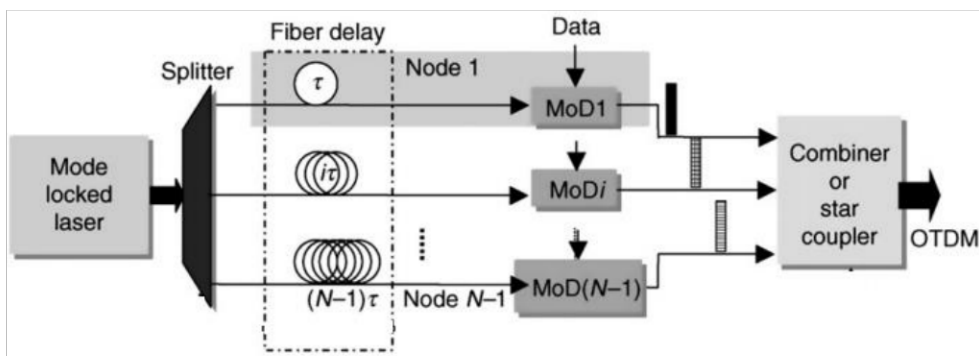 Fiber delay
Data
Splitter
Node 1
τ
MoD1
Mode
locked
laser
iτ
MoDi
Combiner
or
star
coupler
OTDM
(N–1)τ
Node N–1
MoD(N–1)